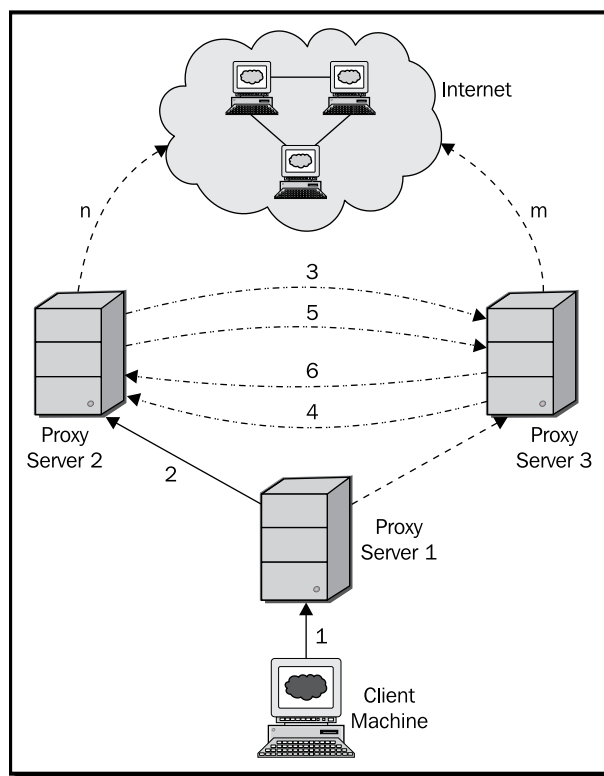 Internet
n
m
3
5
6
4
Proxy
Server 2
Proxy
Server 3
2
Proxy
Server 1
1
Client
Machine